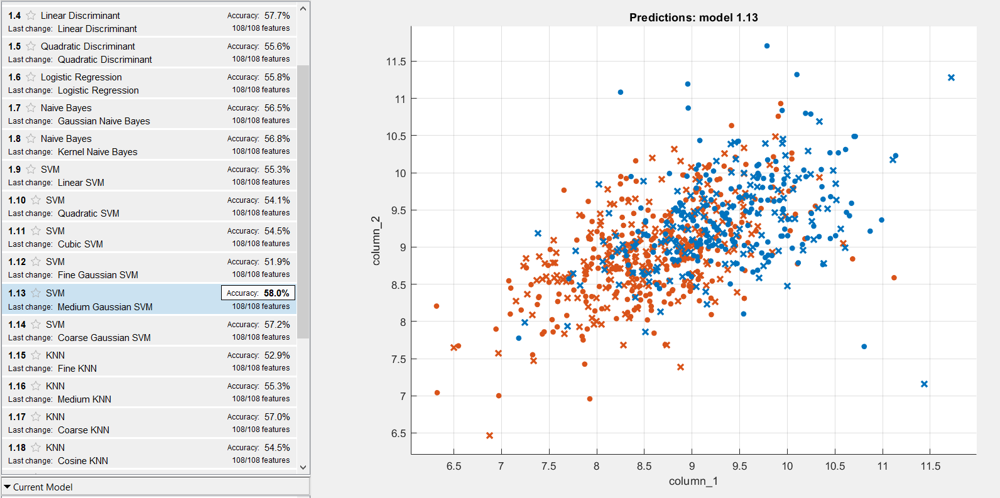 1.4 Linear Discriminant Accuracy: 57.7%
Last change: Linear Discriminant 108/108 features
1.5 Quadratic Discriminant Accuracy: 55.6%
Last change: Quadratic Discriminant 108/108 features
1.6 Logistic Regression Accuracy: 55.8%
Last change: Logistic Regression 108/108 features
1.7 Naive Bayes Accuracy: 56.5%
Last change: Gaussian Naive Bayes 108/108 features
1.8 Naive Bayes Accuracy: 56.8%
Last change: Kernel Naive Bayes 108/108 features
1.9 SVM Accuracy: 55.3%
Last change: Linear SVM 108/108 features
1.10 SVM Accuracy: 54.1%
Last change: Quadratic SVM 108/108 features
1.11 SVM Accuracy: 54.5%
Last change: Cubic SVM 108/108 features
1.12 SVM Accuracy: 51.9%
Last change: Fine Gaussian SVM 108/108 features
1.13 SVM Accuracy: 58.0%
Last change: Medium Gaussian SVM 108/108 features
1.14 SVM Accuracy: 57.2%
Last change: Coarse Gaussian SVM 108/108 features
1.15 KNN Accuracy: 52.9%
Last change: Fine KNN 108/108 features
1.16 KNN Accuracy: 55.3%
Last change: Medium KNN 108/108 features
1.17 KNN Accuracy: 57.0%
Last change: Coarse KNN 108/108 features
1.18 KNN Accuracy: 54.5%
Last change: Cosine KNN 108/108 features
Current Model
Predictions: model 1.13
11.5
11
10.5
10
9.5
9
8.5
8
7.5
7
6.5
column_2
6.5 7 7.5 8 8.5 9 9.5 10 10.5 11 11.5
column_1